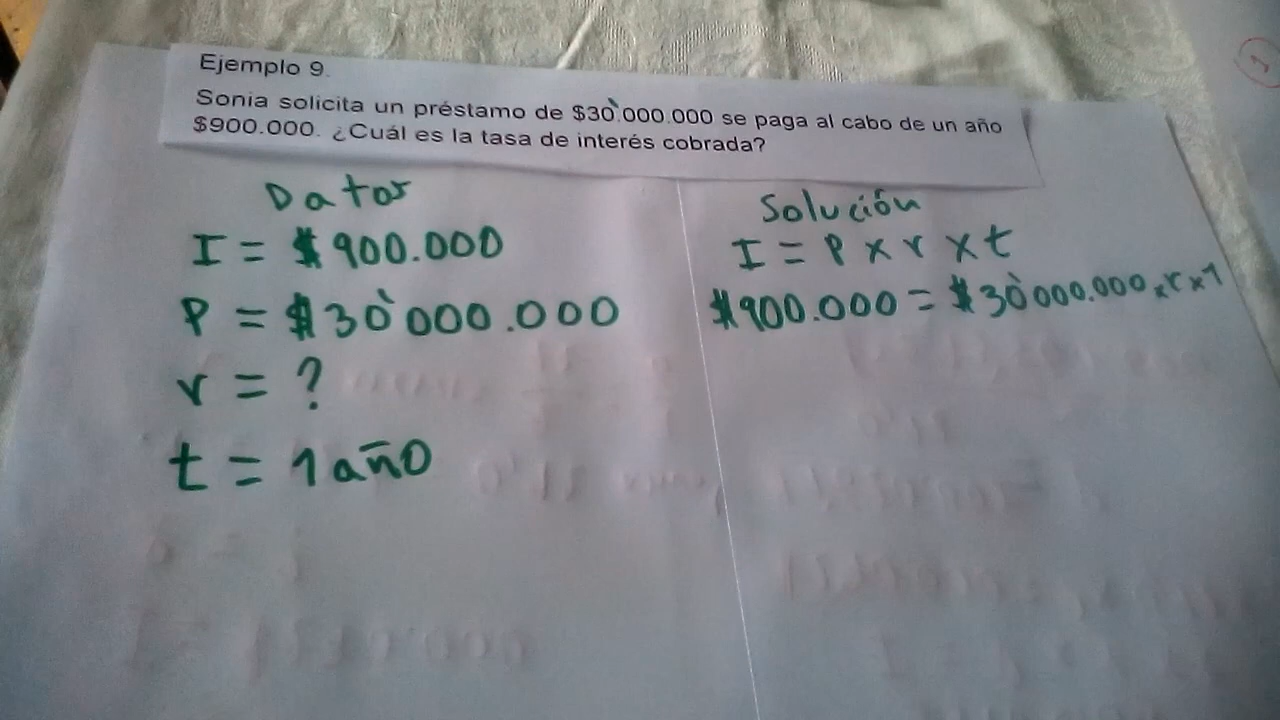 Ejemplo 9.
Sonia solicita un préstamo de $30.000.000 se paga al cabo de un año
$900.000. ¿Cuál es la tasa de interés cobrada?
Datos
I = $900.000
P = $30`000.000
r = ?
t = 1 año
Solución
I = P x r x t
$900.000 = $30`000.000 x r x 1
1